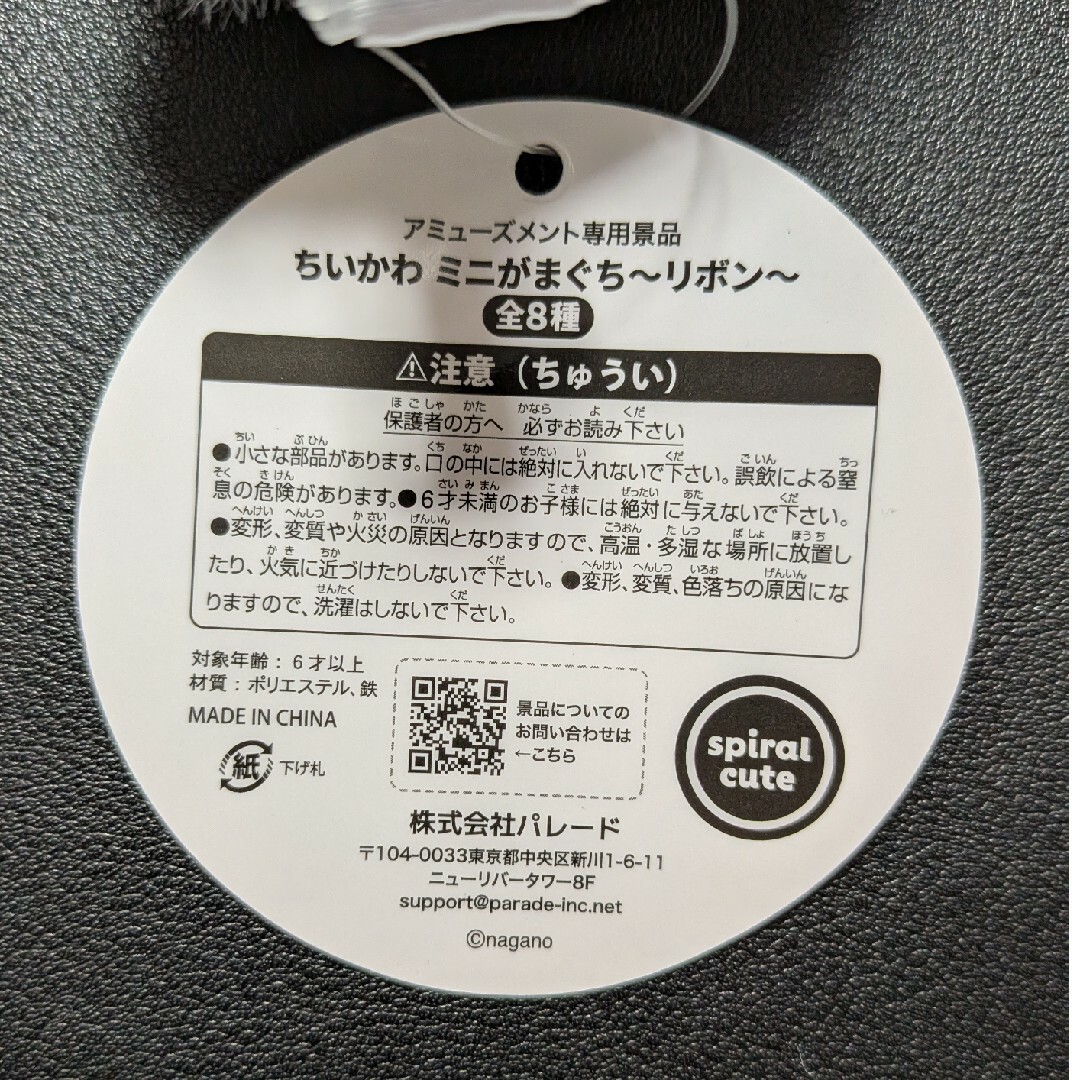 アミューズメント専用景品
ちいかわ ミニがまぐち～リボン～
全8種
⚠注意（ちゅうい）
保護者の方へ 必ずお読み下さい
●小さな部品があります。口の中には絶対に入れないで下さい。誤飲による窒
息の危険があります。●6才未満のお子様には絶対に与えないで下さい。
●変形、変質や火災の原因となりますので、高温・多湿な場所に放置し
たり、火気に近づけたりしないで下さい。●変形、変質、色落ちの原因にな
りますので、洗濯はしないで下さい。
対象年齢：6才以上
材質：ポリエステル、鉄
MADE IN CHINA
紙 下げ札
景品についての
お問い合わせは
←こちら
spiral
cute
株式会社パレード
〒104-0033東京都中央区新川1-6-11
ニューリバータワー8F
support@parade-inc.net
©nagano